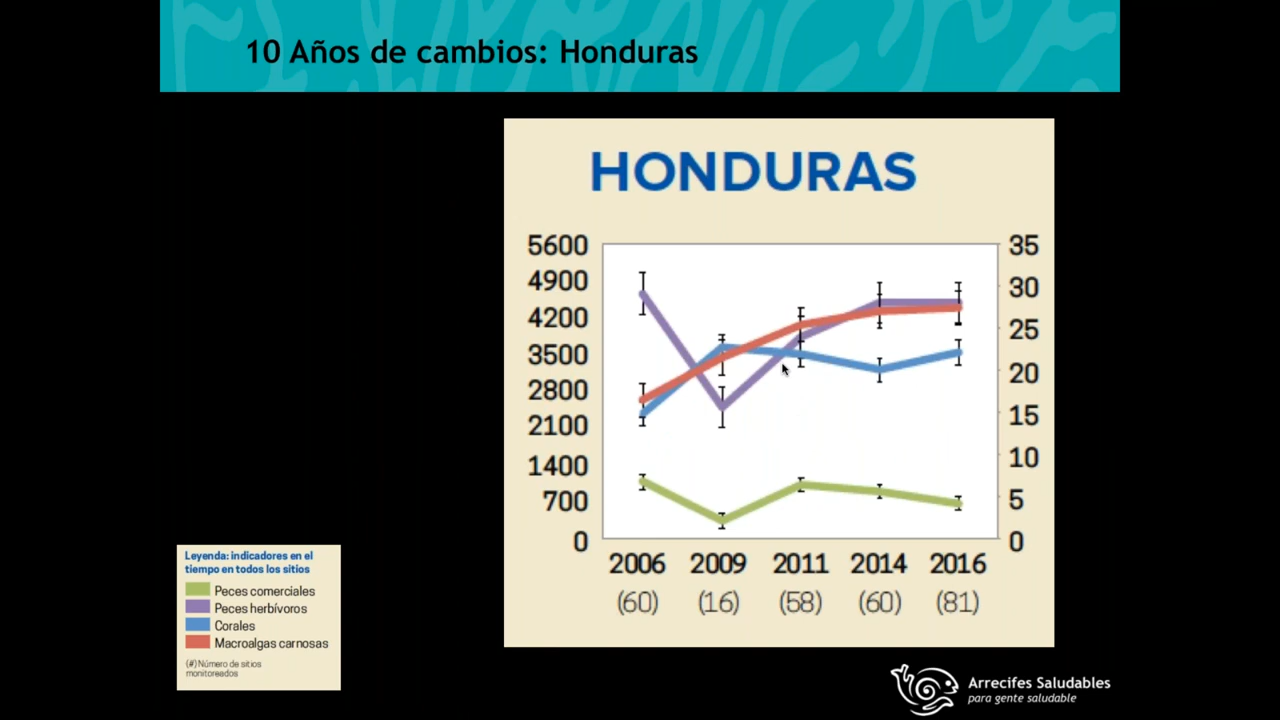 10 Años de cambios: Honduras
HONDURAS
5600
4900
4200
3500
2800
2100
1400
700
0
35
30
25
20
15
10
5
0
2006 2009 2011 2014 2016
(60) (16) (58) (60) (81)
Leyenda: indicadores en el
tiempo en todos los sitios
Peces comerciales
Peces herbívoros
Corales
Macroalgas carnosas
(#) Número de sitios
monitoreados
Arrecifes Saludables
para gente saludable